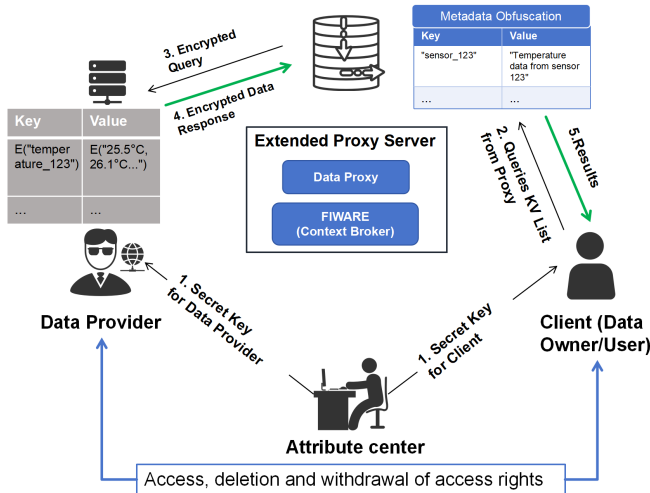 Metadata Obfuscation
Key Value
"sensor_123" "Temperature
data from sensor
123"
... ...
3. Encrypted
Query
4. Encrypted Data
Response
Key Value
E("temper
ature_123") E("25.5°C,
26.1°C...")
... ...
Extended Proxy Server
Data Proxy
FIWARE
(Context Broker)
2. Queries KV List
from Proxy
5.Results
Data Provider
1. Secret Key
for Data Provider
1. Secret Key
for Client
Client (Data
Owner/User)
Attribute center
Access, deletion and withdrawal of access rights